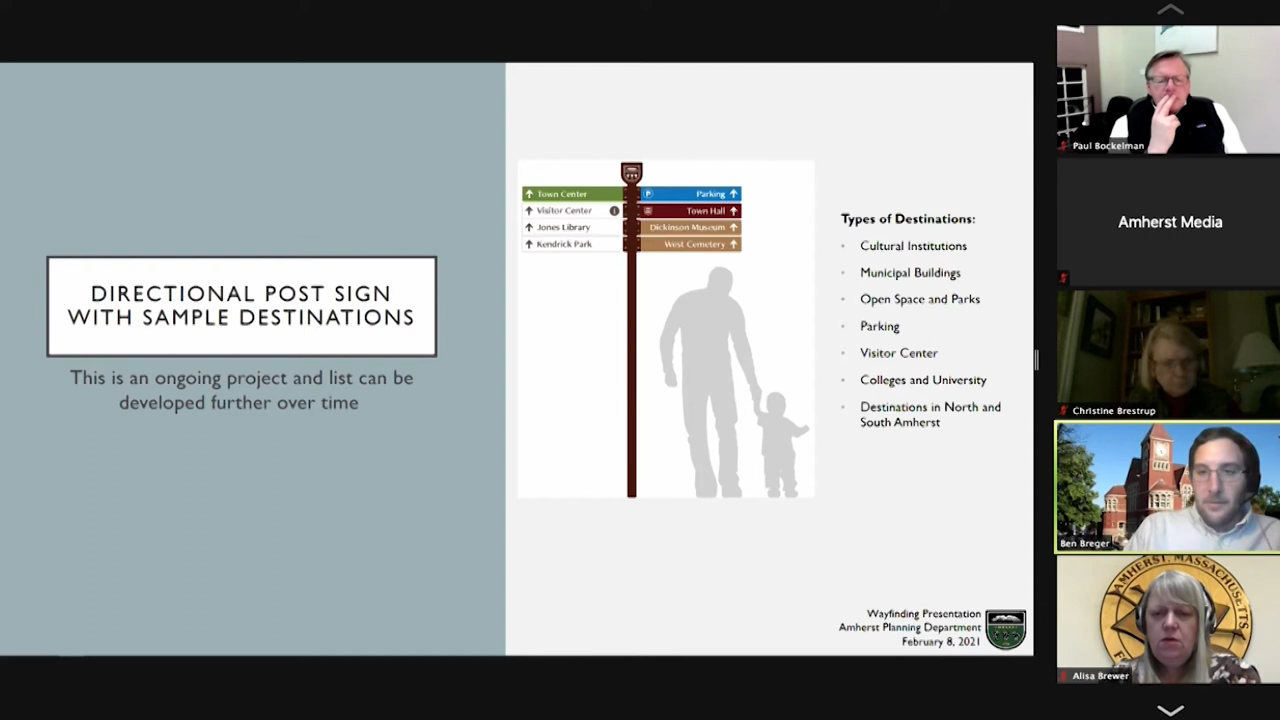 DIRECTIONAL POST SIGN
WITH SAMPLE DESTINATIONS
This is an ongoing project and list can be
developed further over time
Town Center
Visitor Center
Jones Library
Kendrick Park
P Parking
Town Hall
Dickinson Museum
West Cemetery
Types of Destinations:
• Cultural Institutions
• Municipal Buildings
• Open Space and Parks
• Parking
• Visitor Center
• Colleges and University
• Destinations in North and
South Amherst
Wayfinding Presentation
Amherst Planning Department
February 8, 2021
Paul Bockelman
Amherst Media
Christine Brestrup
Ben Breger
AMHERST, MASSACHUSETTS
Alisa Brewer